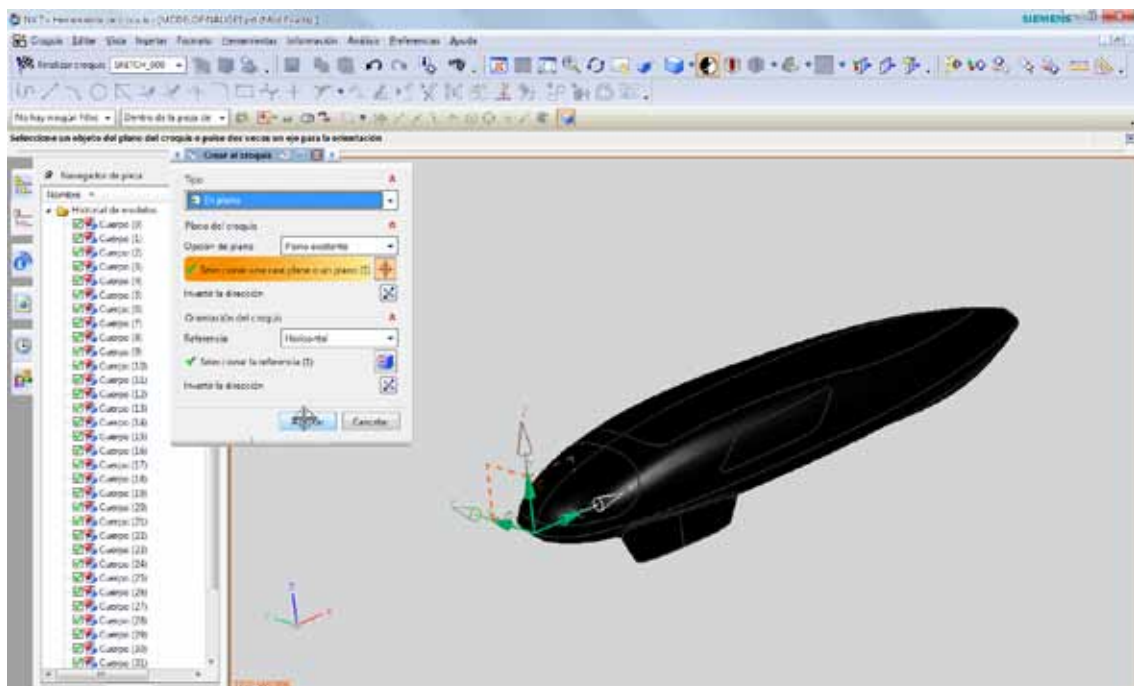 SIEMENS
Croquis Editar Vista Insertar Formato Herramientas Información Análisis Preferencias Ayuda
Finalizar croquis SKETCH_000
No hay ningún filtro Dentro de la pieza de
Seleccione un objeto del plano del croquis o pulse dos veces un eje para la orientación
Crear el croquis
Navegador de pieza
Nombre
Historial de modelos
Cuerpo (0)
Cuerpo (1)
Cuerpo (2)
Cuerpo (3)
Cuerpo (4)
Cuerpo (5)
Cuerpo (6)
Cuerpo (7)
Cuerpo (8)
Cuerpo (9)
Cuerpo (10)
Cuerpo (11)
Cuerpo (12)
Cuerpo (13)
Cuerpo (14)
Cuerpo (15)
Cuerpo (16)
Cuerpo (17)
Cuerpo (18)
Cuerpo (19)
Cuerpo (20)
Cuerpo (21)
Cuerpo (22)
Cuerpo (23)
Cuerpo (24)
Cuerpo (25)
Cuerpo (26)
Cuerpo (27)
Cuerpo (28)
Cuerpo (29)
Cuerpo (30)
Cuerpo (31)
Tipo
En plano
Plano del croquis
Opción de plano Plano existente
Seleccionar una cara plana o un plano (1)
Invertir la dirección
Orientación del croquis
Referencia Horizontal
Seleccionar la referencia (1)
Invertir la dirección
Cancelar